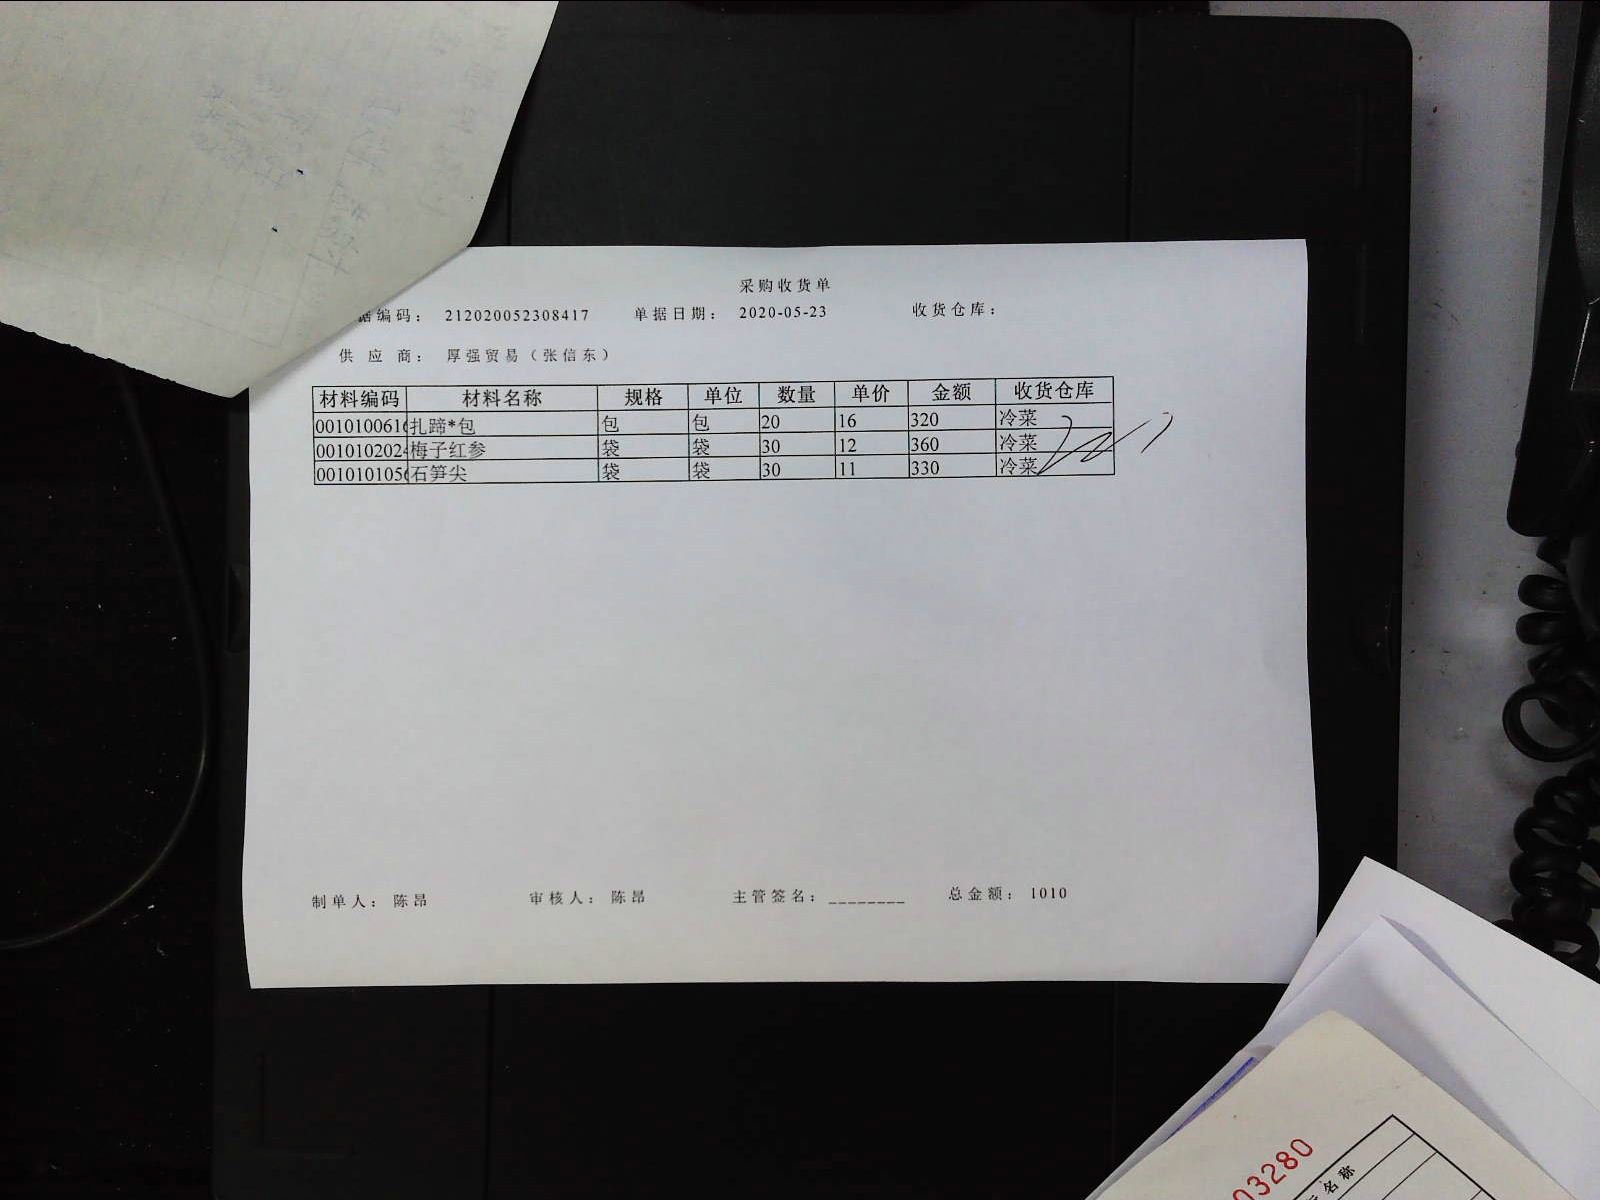 采购收货单
据编码： 212020052308417 单据日期： 2020-05-23 收货仓库：
供应商： 厚强贸易（张信东）
材料编码 材料名称 规格 单位 数量 单价 金额 收货仓库
001010061 扎蹄*包 包 包 20 16 320 冷菜
001010202 梅子红参 袋 袋 30 12 360 冷菜
001010105 石笋尖 袋 袋 30 11 330 冷菜
制单人： 陈昂 审核人： 陈昂 主管签名：________ 总金额： 1010
03280
名称